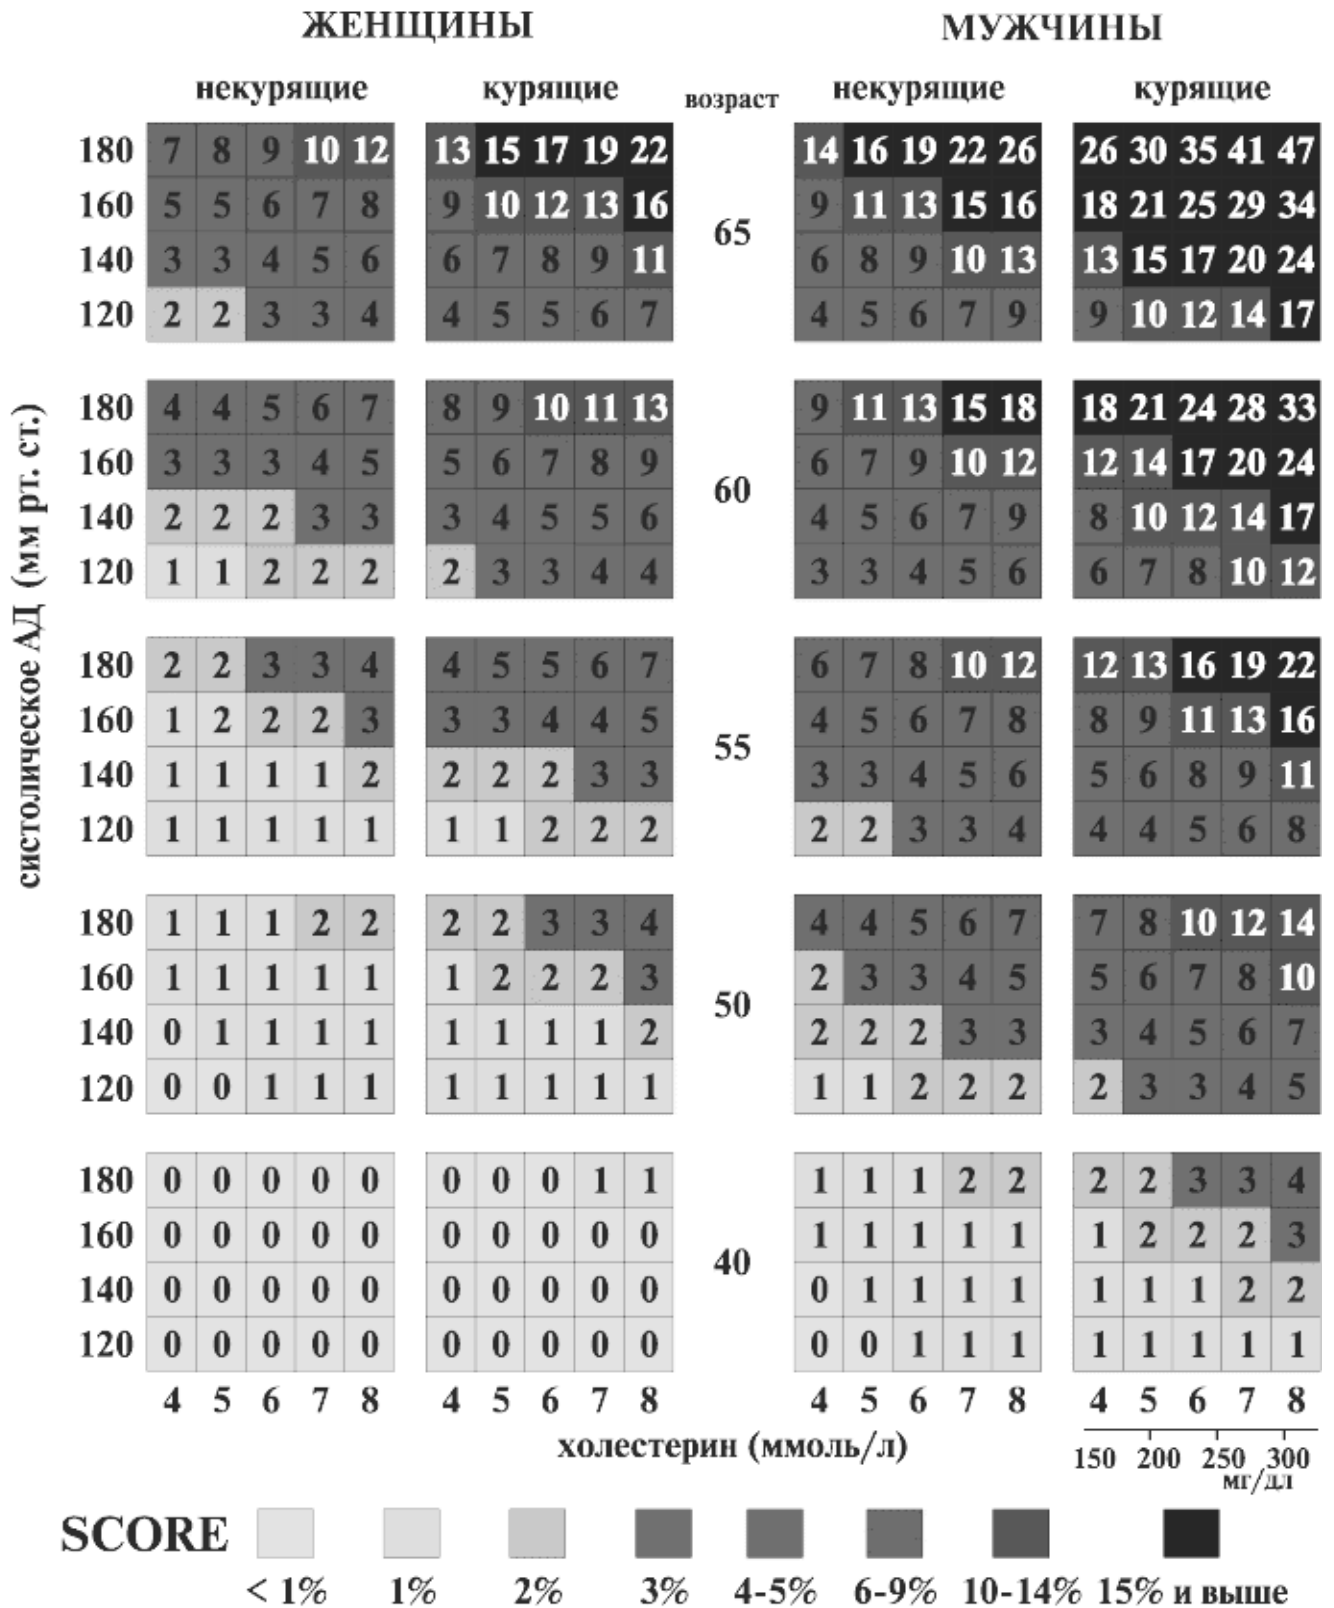 ЖЕНЩИНЫ МУЖЧИНЫ
некурящие курящие возраст некурящие курящие
систолическое АД (мм рт. ст.)
180 7 8 9 10 12 13 15 17 19 22 14 16 19 22 26 26 30 35 41 47
160 5 5 6 7 8 9 10 12 13 16 9 11 13 15 16 18 21 25 29 34
65
140 3 3 4 5 6 6 7 8 9 11 6 8 9 10 13 13 15 17 20 24
120 2 2 3 3 4 4 5 5 6 7 4 5 6 7 9 9 10 12 14 17
180 4 4 5 6 7 8 9 10 11 13 9 11 13 15 18 18 21 24 28 33
160 3 3 3 4 5 5 6 7 8 9 6 7 9 10 12 12 14 17 20 24
60
140 2 2 2 3 3 3 4 5 5 6 4 5 6 7 9 8 10 12 14 17
120 1 1 2 2 2 2 3 3 4 4 3 3 4 5 6 6 7 8 10 12
180 2 2 3 3 4 4 5 5 6 7 6 7 8 10 12 12 13 16 19 22
160 1 2 2 2 3 3 3 4 4 5 4 5 6 7 8 8 9 11 13 16
55
140 1 1 1 1 2 2 2 2 3 3 3 3 4 5 6 5 6 8 9 11
120 1 1 1 1 1 1 1 2 2 2 2 2 3 3 4 4 4 5 6 8
180 1 1 1 2 2 2 2 3 3 4 4 4 5 6 7 7 8 10 12 14
160 1 1 1 1 1 1 2 2 2 3 2 3 3 4 5 5 6 7 8 10
50
140 0 1 1 1 1 1 1 1 1 2 2 2 2 3 3 3 4 5 6 7
120 0 0 1 1 1 1 1 1 1 1 1 1 2 2 2 2 3 3 4 5
180 0 0 0 0 0 0 0 0 1 1 1 1 1 2 2 2 2 3 3 4
160 0 0 0 0 0 0 0 0 0 0 1 1 1 1 1 1 2 2 2 3
40
140 0 0 0 0 0 0 0 0 0 0 0 1 1 1 1 1 1 1 2 2
120 0 0 0 0 0 0 0 0 0 0 0 0 1 1 1 1 1 1 1 1
4 5 6 7 8 4 5 6 7 8 4 5 6 7 8 4 5 6 7 8
холестерин (ммоль/л)
150 200 250 300
мг/дл
SCORE
< 1% 1% 2% 3% 4-5% 6-9% 10-14% 15% и выше